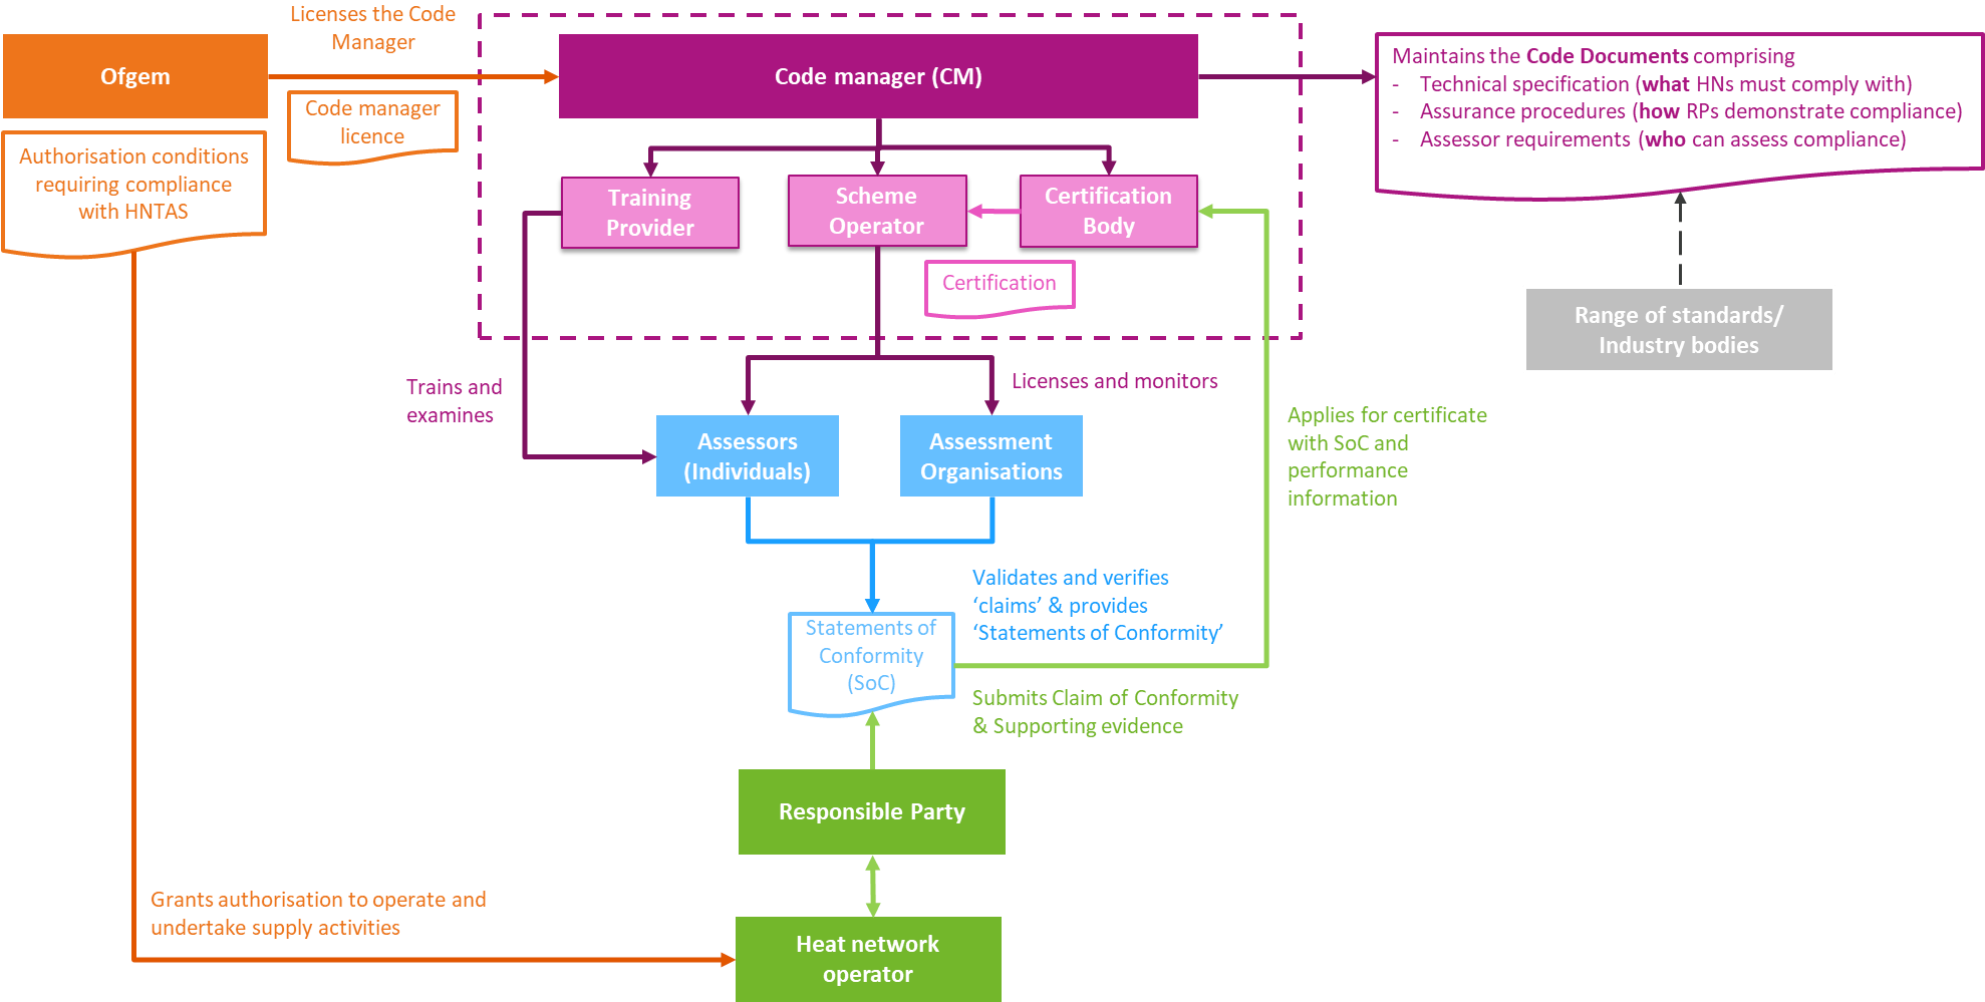 Licenses the Code
Manager
Ofgem
Code manager (CM)
Maintains the Code Documents comprising
- Technical specification (what HNs must comply with)
- Assurance procedures (how RPs demonstrate compliance)
- Assessor requirements (who can assess compliance)
Code manager
licence
Authorisation conditions
requiring compliance
with HNTAS
Training
Provider
Scheme
Operator
Certification
Body
Certification
Range of standards/
Industry bodies
Trains and
examines
Licenses and monitors
Applies for certificate
with SoC and
performance
information
Assessors
(Individuals)
Assessment
Organisations
Validates and verifies
‘claims’ & provides
‘Statements of Conformity’
Statements of
Conformity
(SoC)
Submits Claim of Conformity
& Supporting evidence
Responsible Party
Grants authorisation to operate and
undertake supply activities
Heat network
operator